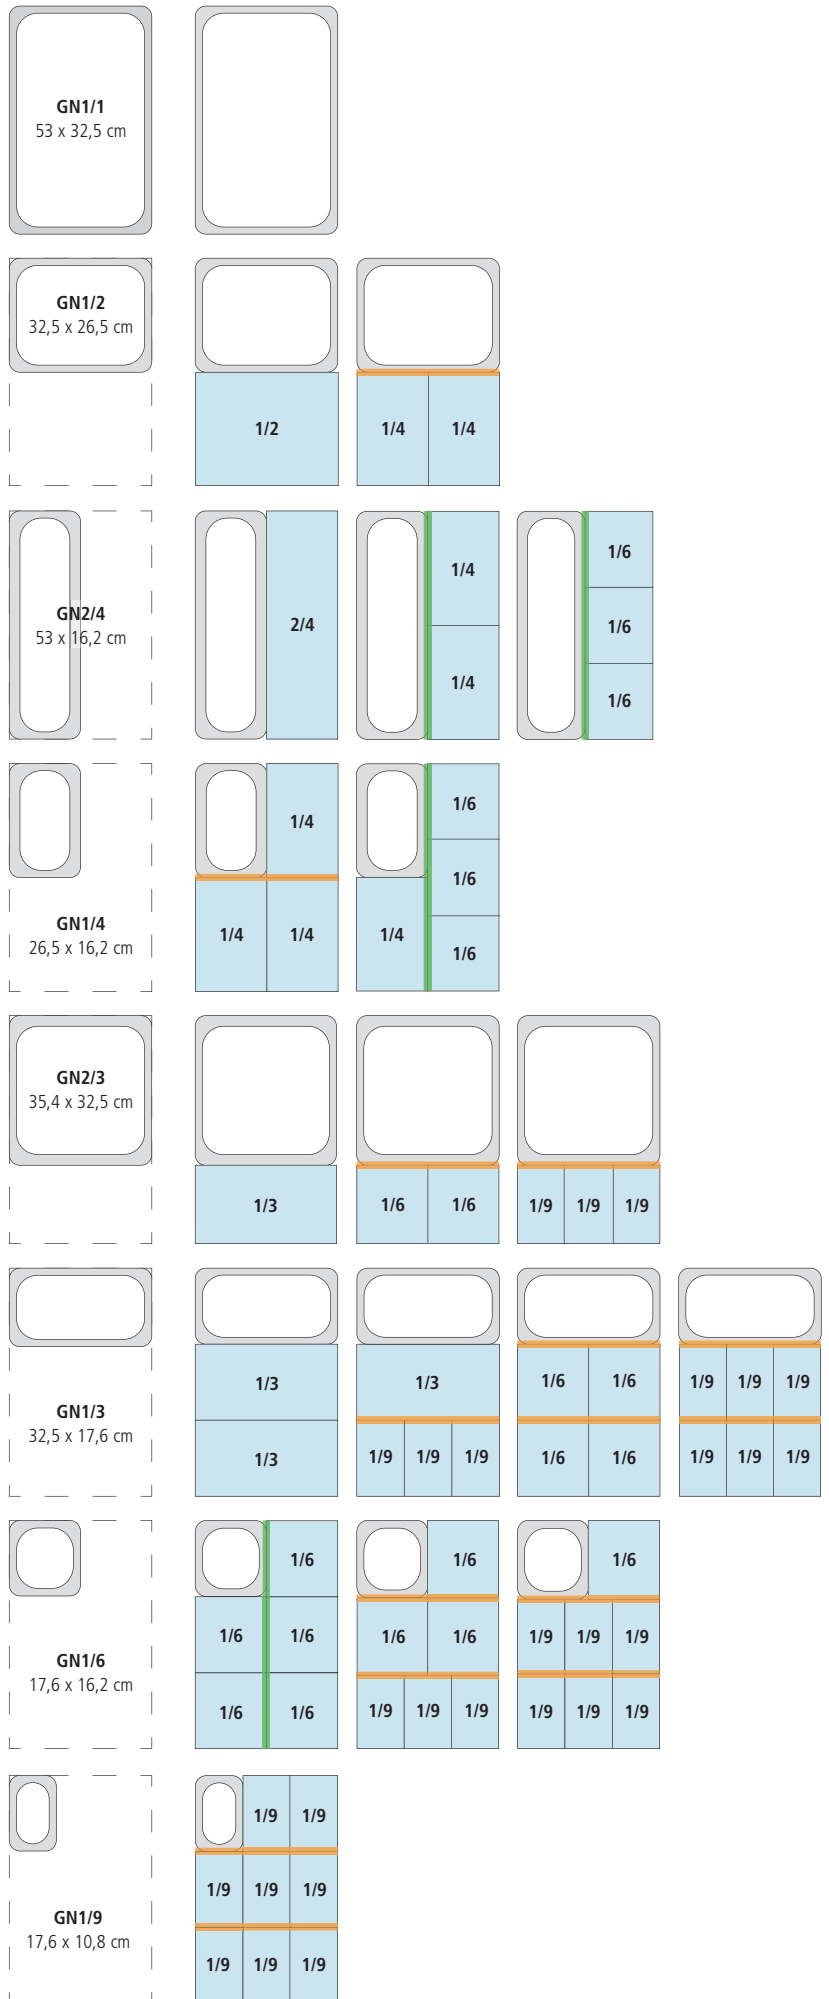 GN1/1
53 x 32,5 cm
GN1/2
32,5 x 26,5 cm
1/2
1/4 1/4
GN2/4
53 x 16,2 cm
2/4
1/4
1/4
1/6
1/6
1/6
GN1/4
26,5 x 16,2 cm
1/4
1/4 1/4
1/4
1/6
1/6
1/6
GN2/3
35,4 x 32,5 cm
1/3
1/6 1/6
1/9 1/9 1/9
GN1/3
32,5 x 17,6 cm
1/3
1/3
1/3
1/9 1/9 1/9
1/6 1/6
1/6 1/6
1/9 1/9 1/9
1/9 1/9 1/9
GN1/6
17,6 x 16,2 cm
1/6
1/6 1/6
1/6 1/6
1/6
1/6 1/6
1/9 1/9 1/9
1/6
1/9 1/9 1/9
1/9 1/9 1/9
GN1/9
17,6 x 10,8 cm
1/9 1/9
1/9 1/9 1/9
1/9 1/9 1/9